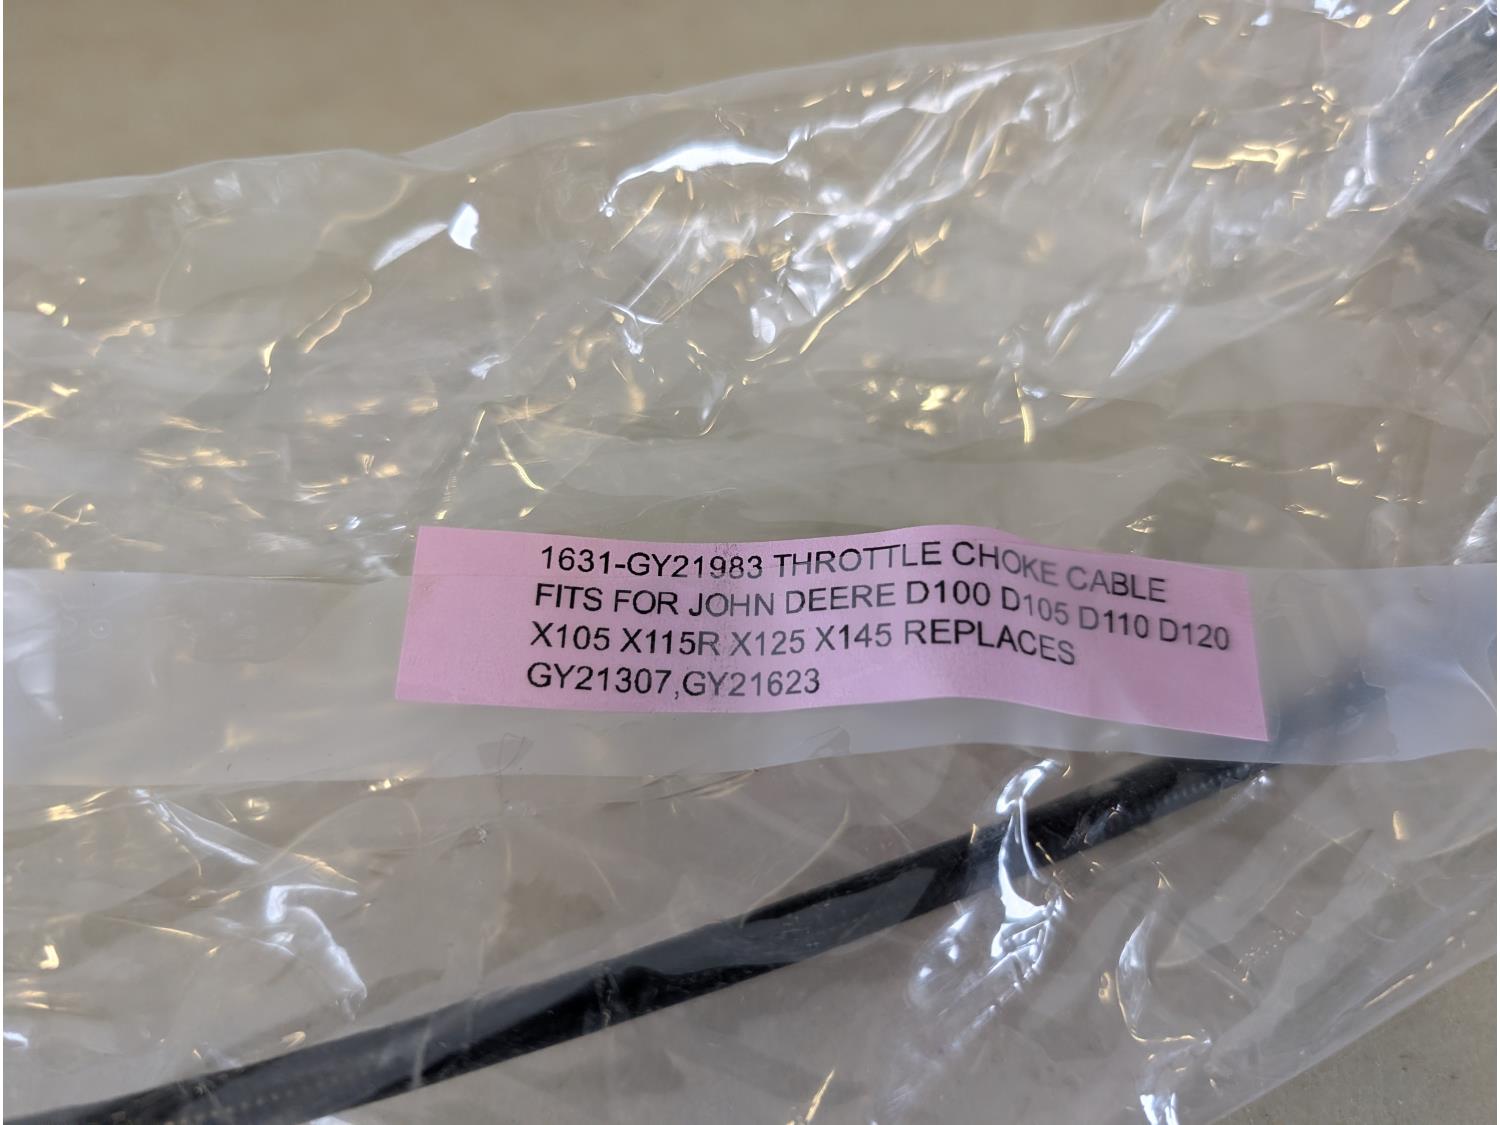 1631-GY21983 THROTTLE CHOKE CABLE
FITS FOR JOHN DEERE D100 D105 D110 D120
X105 X115R X125 X145 REPLACES
GY21307,GY21623